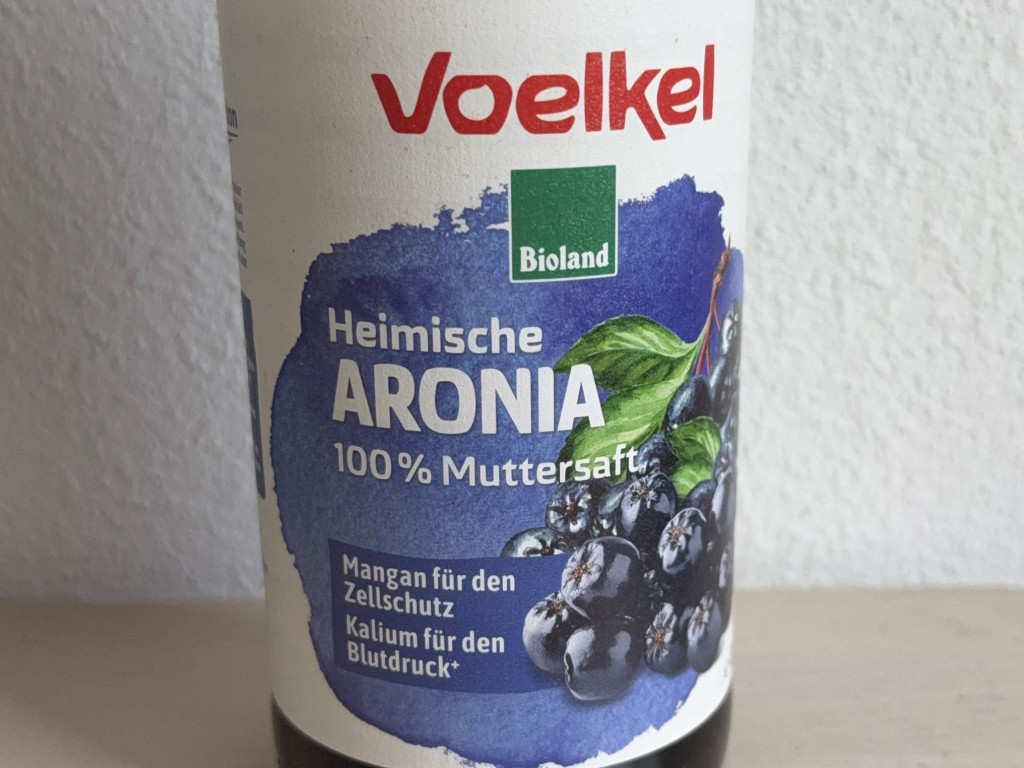 Voelkel
Bioland
Heimische
ARONIA
100 % Muttersaft
Mangan für den
Zellschutz
Kalium für den
Blutdruck+